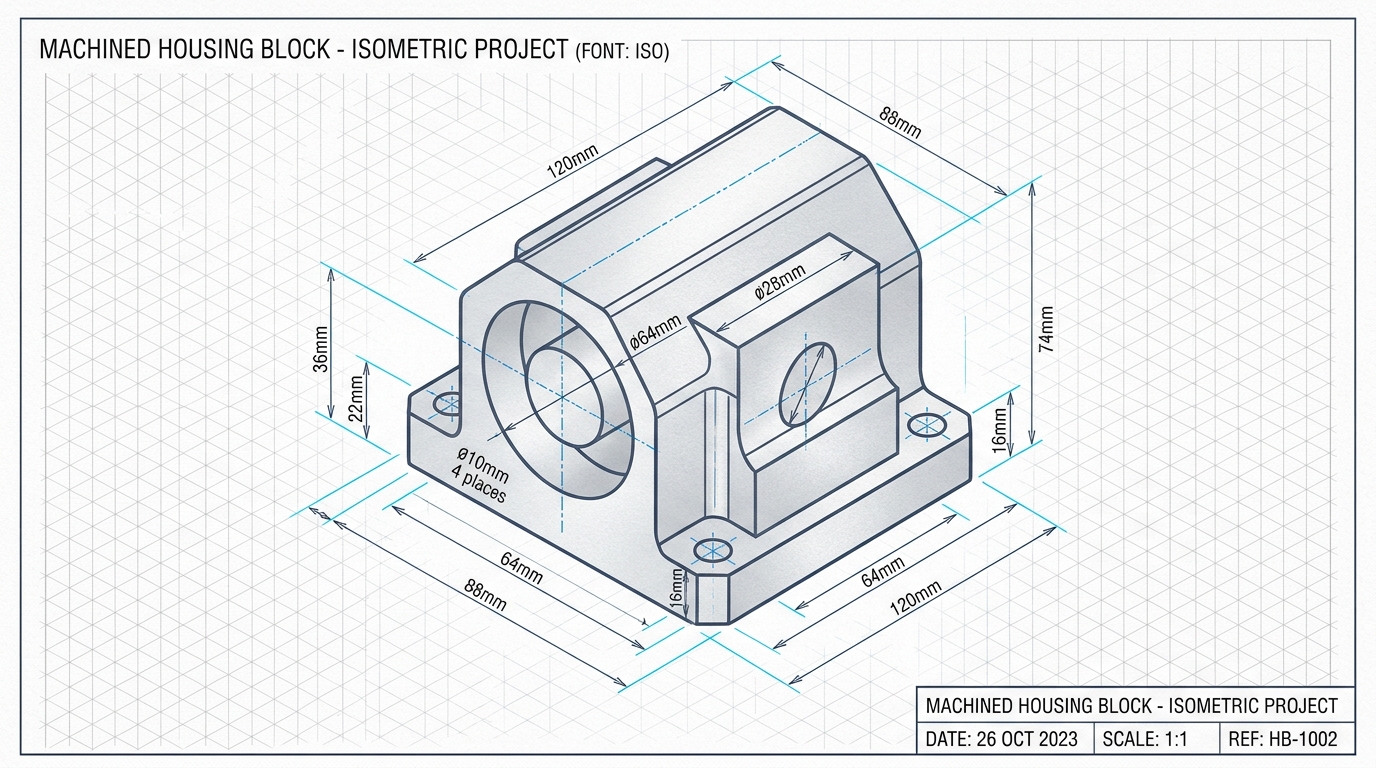 MACHINED HOUSING BLOCK - ISOMETRIC PROJECT (FONT: ISO)
88mm
120mm
74mm
ø28mm
ø64mm
36mm
22mm
16mm
ø10mm
4 places
64mm
88mm
16mm
64mm
120mm
MACHINED HOUSING BLOCK - ISOMETRIC PROJECT
DATE: 26 OCT 2023
SCALE: 1:1
REF: HB-1002